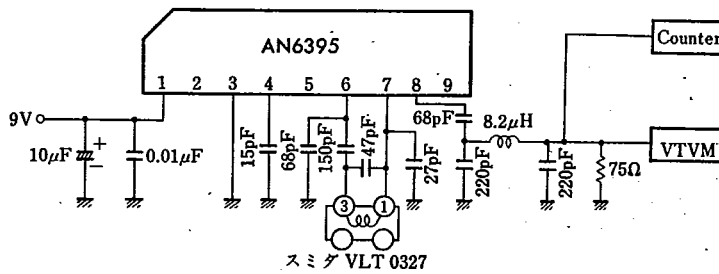 AN6395
1 2 3 4 5 6 7 8 9
Counter
9V
10μF
+
−
0.01μF
15pF
68pF
150pF
47pF
27pF
68pF
8.2μH
220pF
220pF
75Ω
VTVM
3
1
スミダ VLT 0327